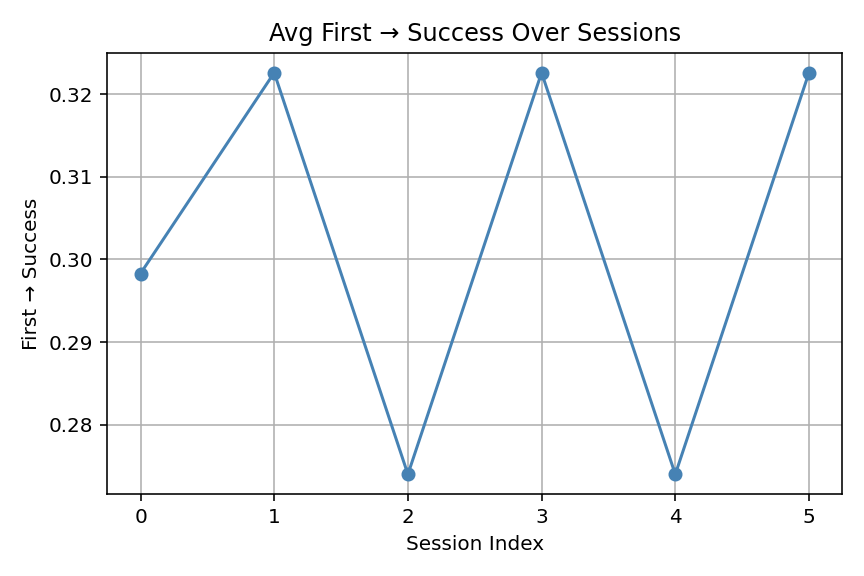 Avg First → Success Over Sessions
First → Success
0.32
0.31
0.30
0.29
0.28
0 1 2 3 4 5
Session Index